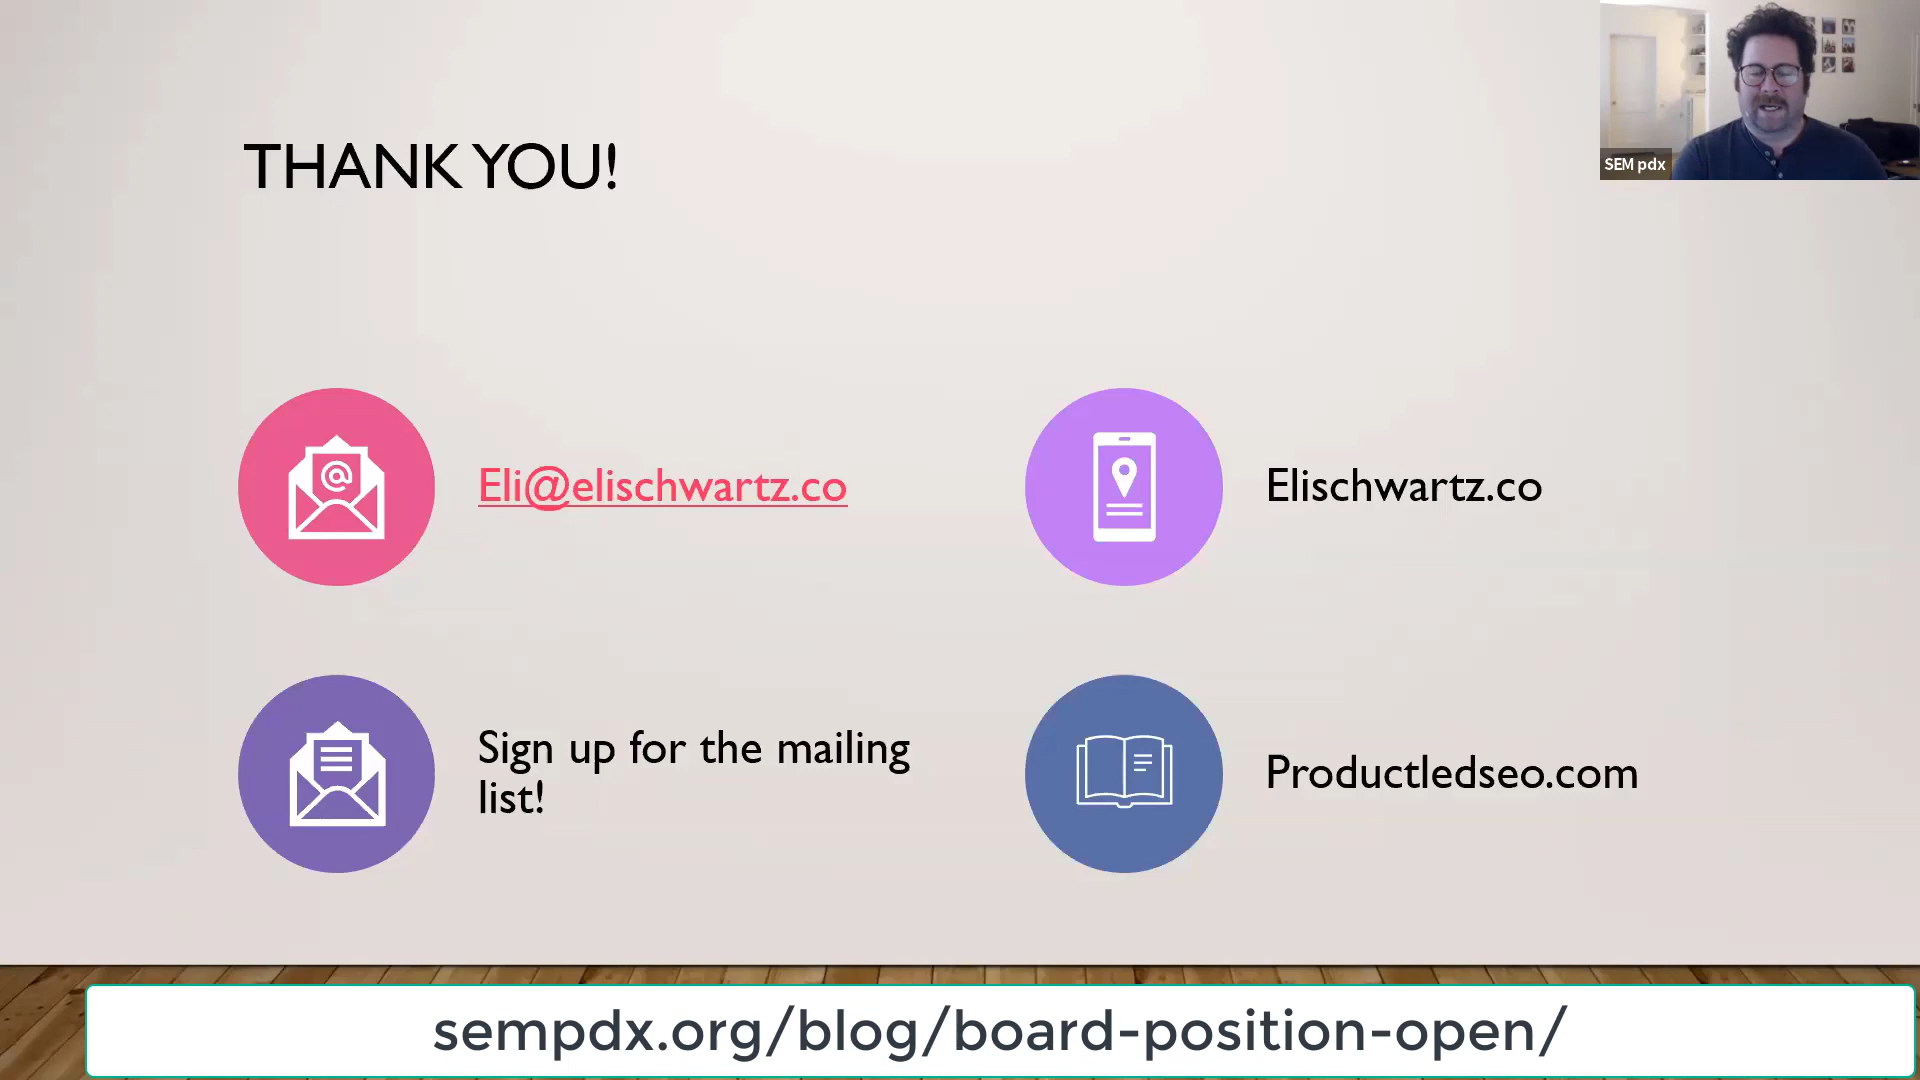 SEM pdx
THANK YOU!
Eli@elischwartz.co
Elischwartz.co
Sign up for the mailing
list!
Productledseo.com
sempdx.org/blog/board-position-open/